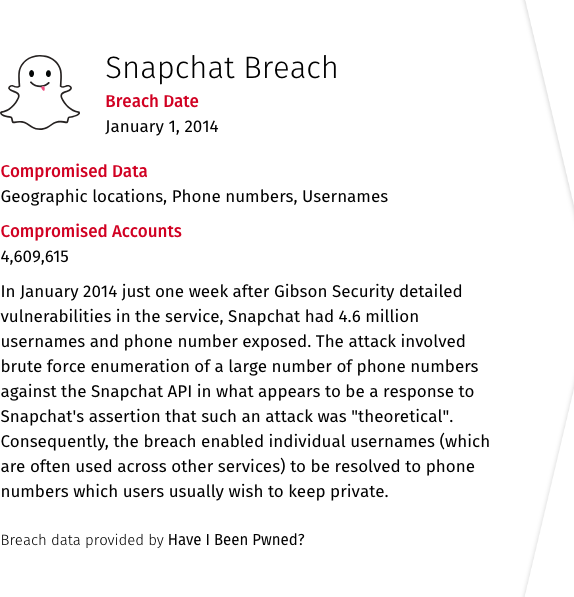 Snapchat Breach
Breach Date
January 1, 2014
Compromised Data
Geographic locations, Phone numbers, Usernames
Compromised Accounts
4,609,615
In January 2014 just one week after Gibson Security detailed
vulnerabilities in the service, Snapchat had 4.6 million
usernames and phone number exposed. The attack involved
brute force enumeration of a large number of phone numbers
against the Snapchat API in what appears to be a response to
Snapchat's assertion that such an attack was "theoretical".
Consequently, the breach enabled individual usernames (which
are often used across other services) to be resolved to phone
numbers which users usually wish to keep private.
Breach data provided by Have I Been Pwned?